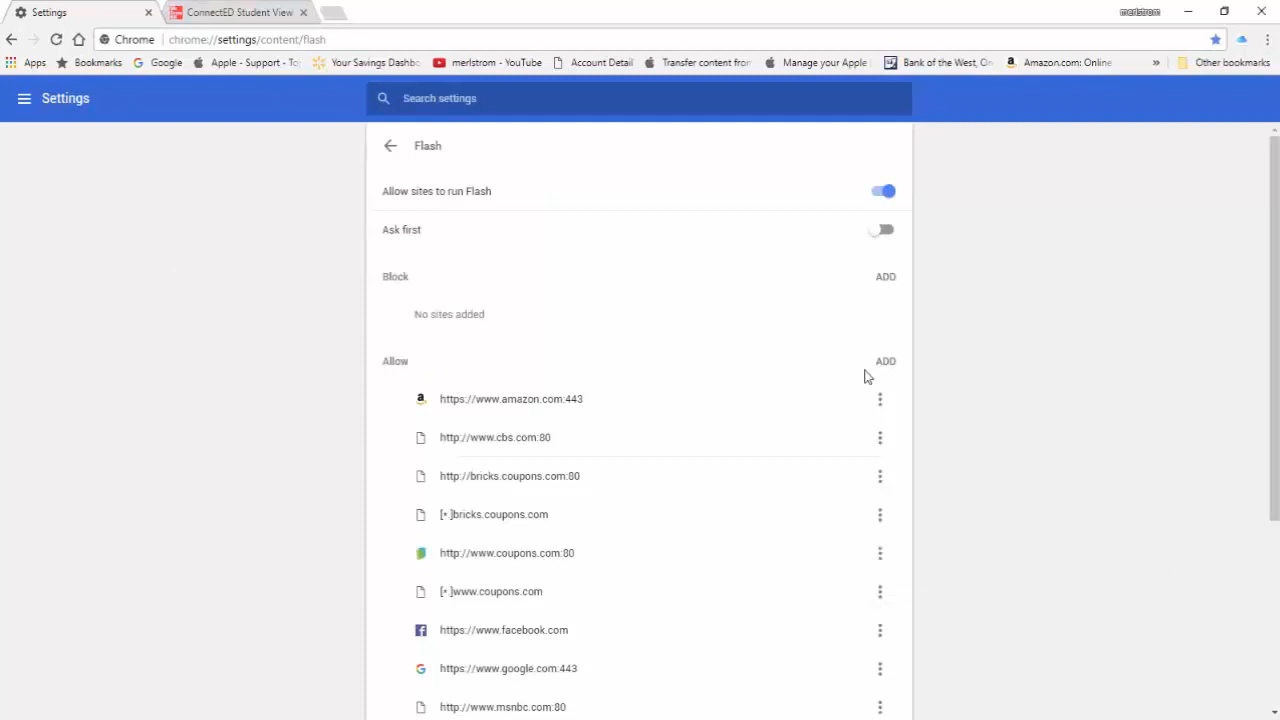 Settings
ConnectED Student View
merlstrom
Chrome
chrome://settings/content/flash
Apps
Bookmarks
Google
Apple - Support - To
Your Savings Dashbo
merlstrom - YouTube
Account Detail
Transfer content from
Manage your Apple
Bank of the West, On
Amazon.com: Online
»
Other bookmarks
Settings
Search settings
Flash
Allow sites to run Flash
Ask first
Block ADD
No sites added
Allow ADD
https://www.amazon.com:443
http://www.cbs.com:80
http://bricks.coupons.com:80
[*.]bricks.coupons.com
http://www.coupons.com:80
[*.]www.coupons.com
https://www.facebook.com
https://www.google.com:443
http://www.msnbc.com:80